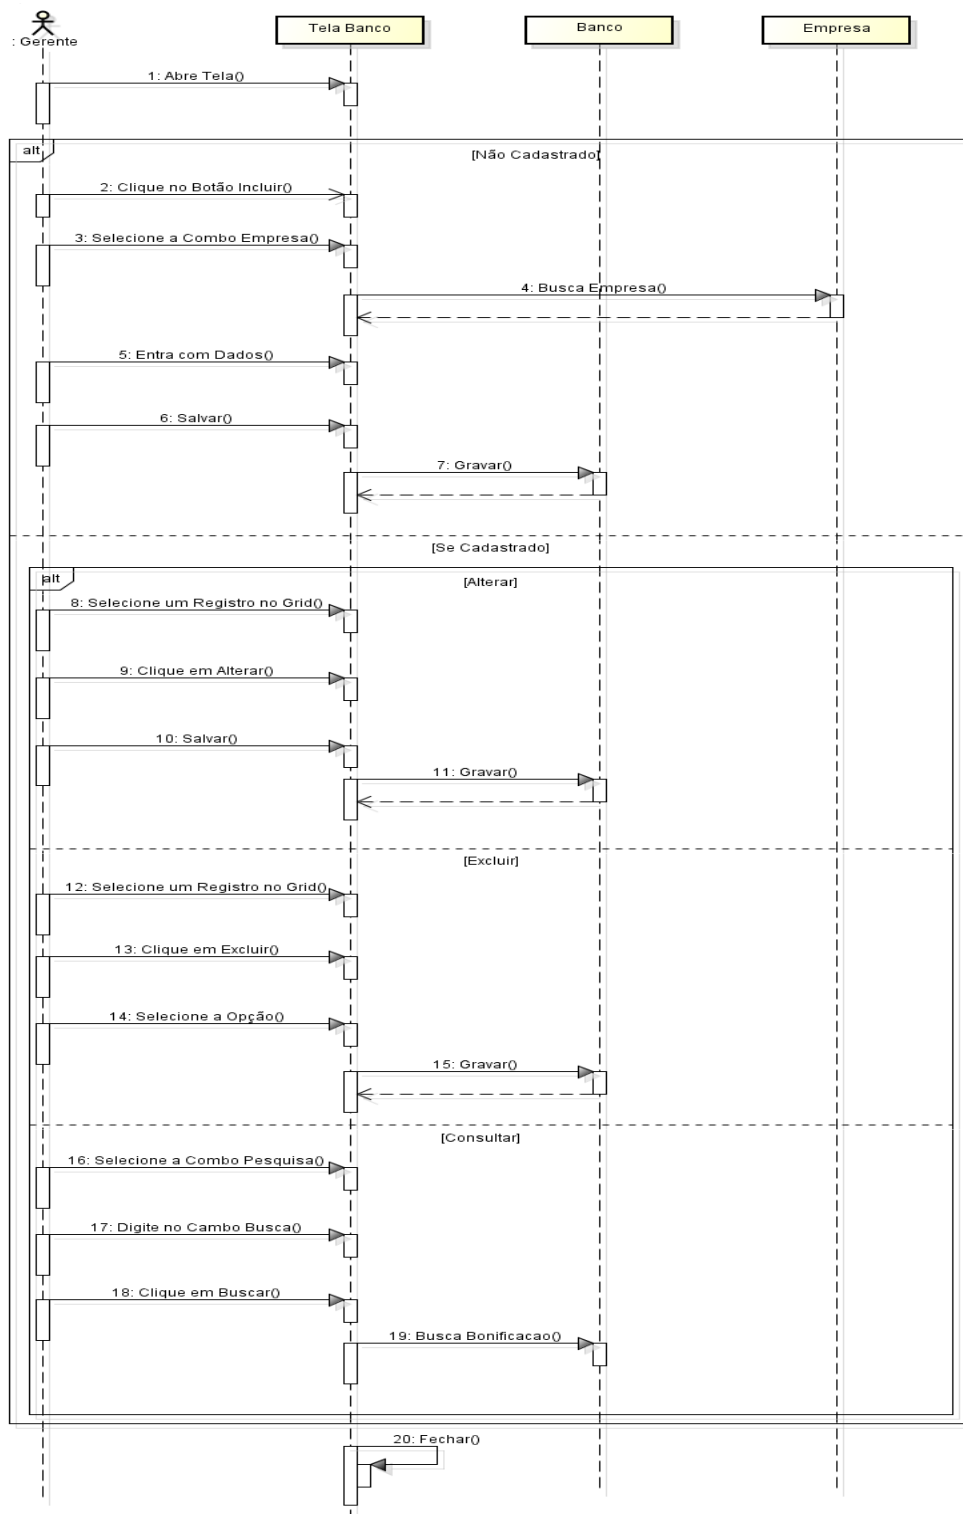 : Gerente
Tela Banco
Banco
Empresa
1: Abre Tela()
alt
[Não Cadastrado]
2: Clique no Botão Incluir()
3: Selecione a Combo Empresa()
4: Busca Empresa()
5: Entra com Dados()
6: Salvar()
7: Gravar()
[Se Cadastrado]
alt
[Alterar]
8: Selecione um Registro no Grid()
9: Clique em Alterar()
10: Salvar()
11: Gravar()
[Excluir]
12: Selecione um Registro no Grid()
13: Clique em Excluir()
14: Selecione a Opção()
15: Gravar()
[Consultar]
16: Selecione a Combo Pesquisa()
17: Digite no Cambo Busca()
18: Clique em Buscar()
19: Busca Bonificacao()
20: Fechar()